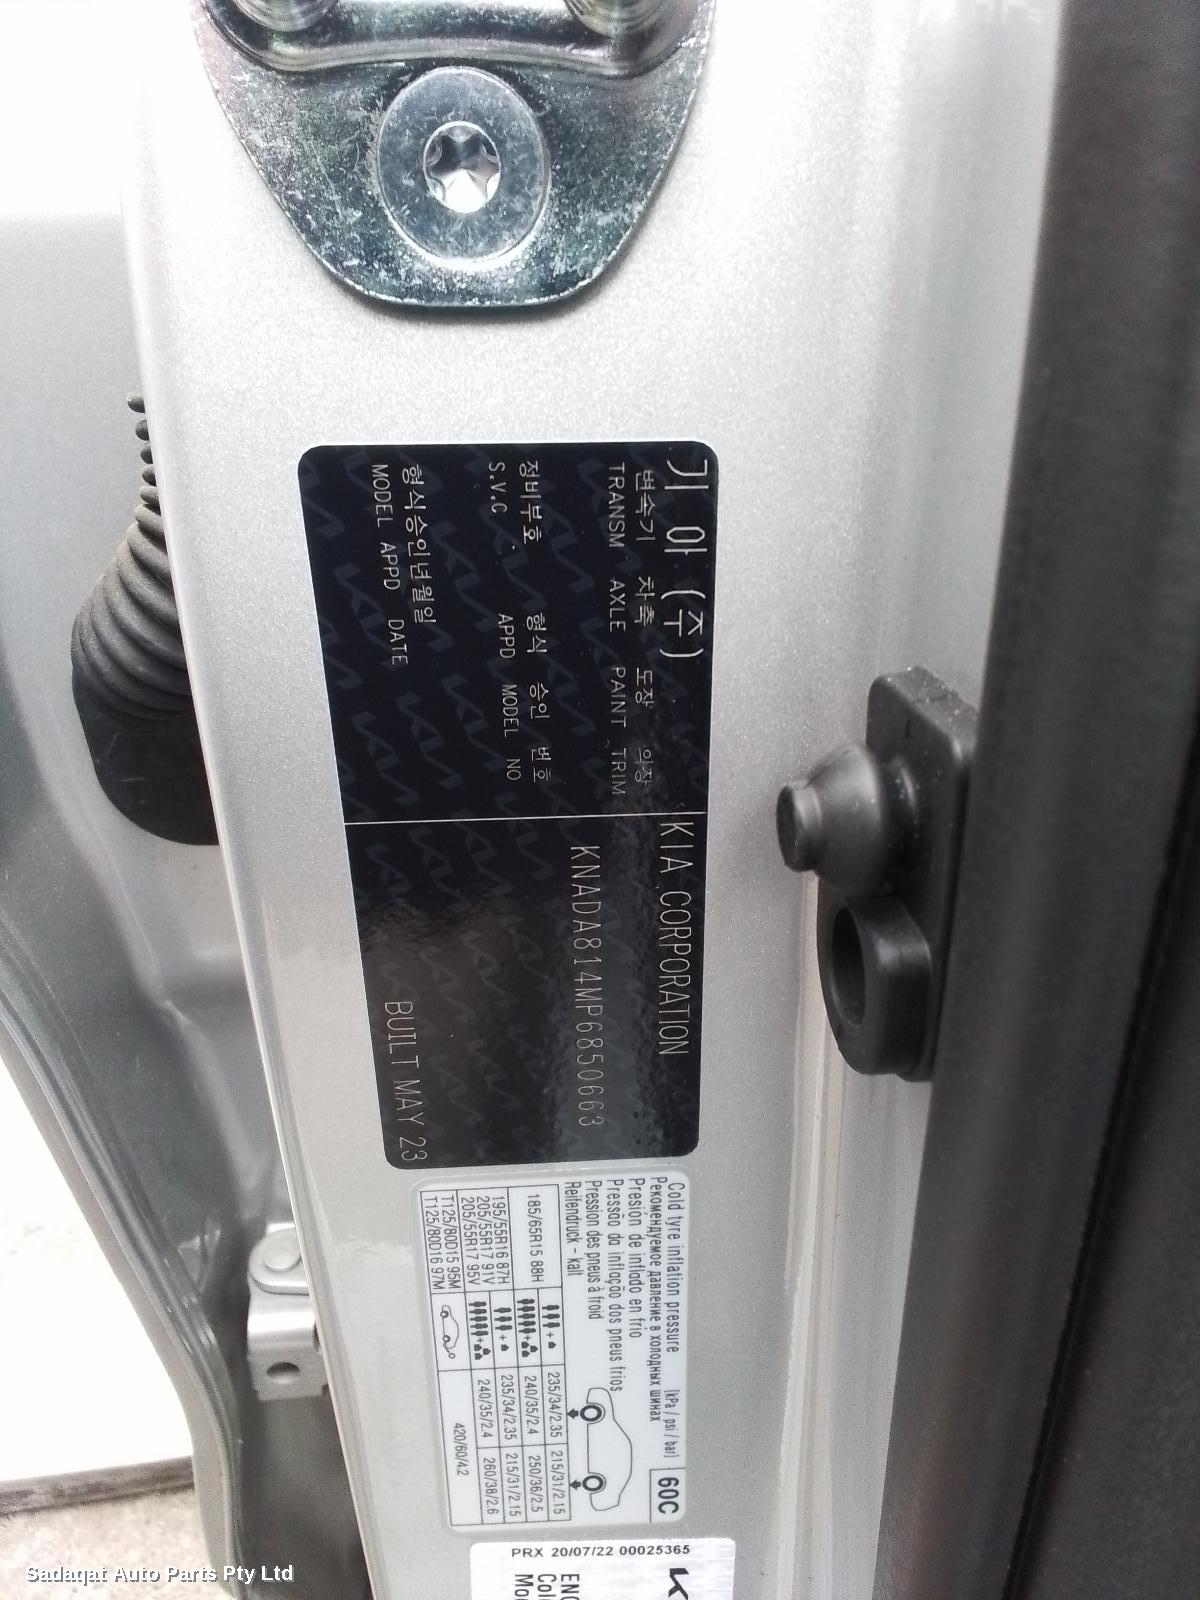 기 아 (주)
KIA CORPORATION
변속기 차축 도장 의장
TRANSM AXLE PAINT TRIM
KNADA814MP6850663
정비부호 형식 승인 번호
S.V.C APPD MODEL NO
형식승인년월일
MODEL APPD DATE
BUILT MAY 23
Cold tyre inflation pressure [kPa / psi / bar] 60C
Рекомендуемое давление в холодных шинах
Presión de inflado en frio
Pressão da inflação dos pneus frios
Pression des pneus à froid
Reifendruck - kalt
185/65R15 88H
235/34/2.35 215/31/2.15
240/35/2.4 250/36/2.5
195/55R16 87H
205/55R17 91V
205/55R17 95V
235/34/2.35 215/31/2.15
240/35/2.4 260/38/2.6
T125/80D15 95M
T125/80D16 97M
420/60/4.2
PRX 20/07/22 00025365
Sadaqat Auto Parts Pty Ltd